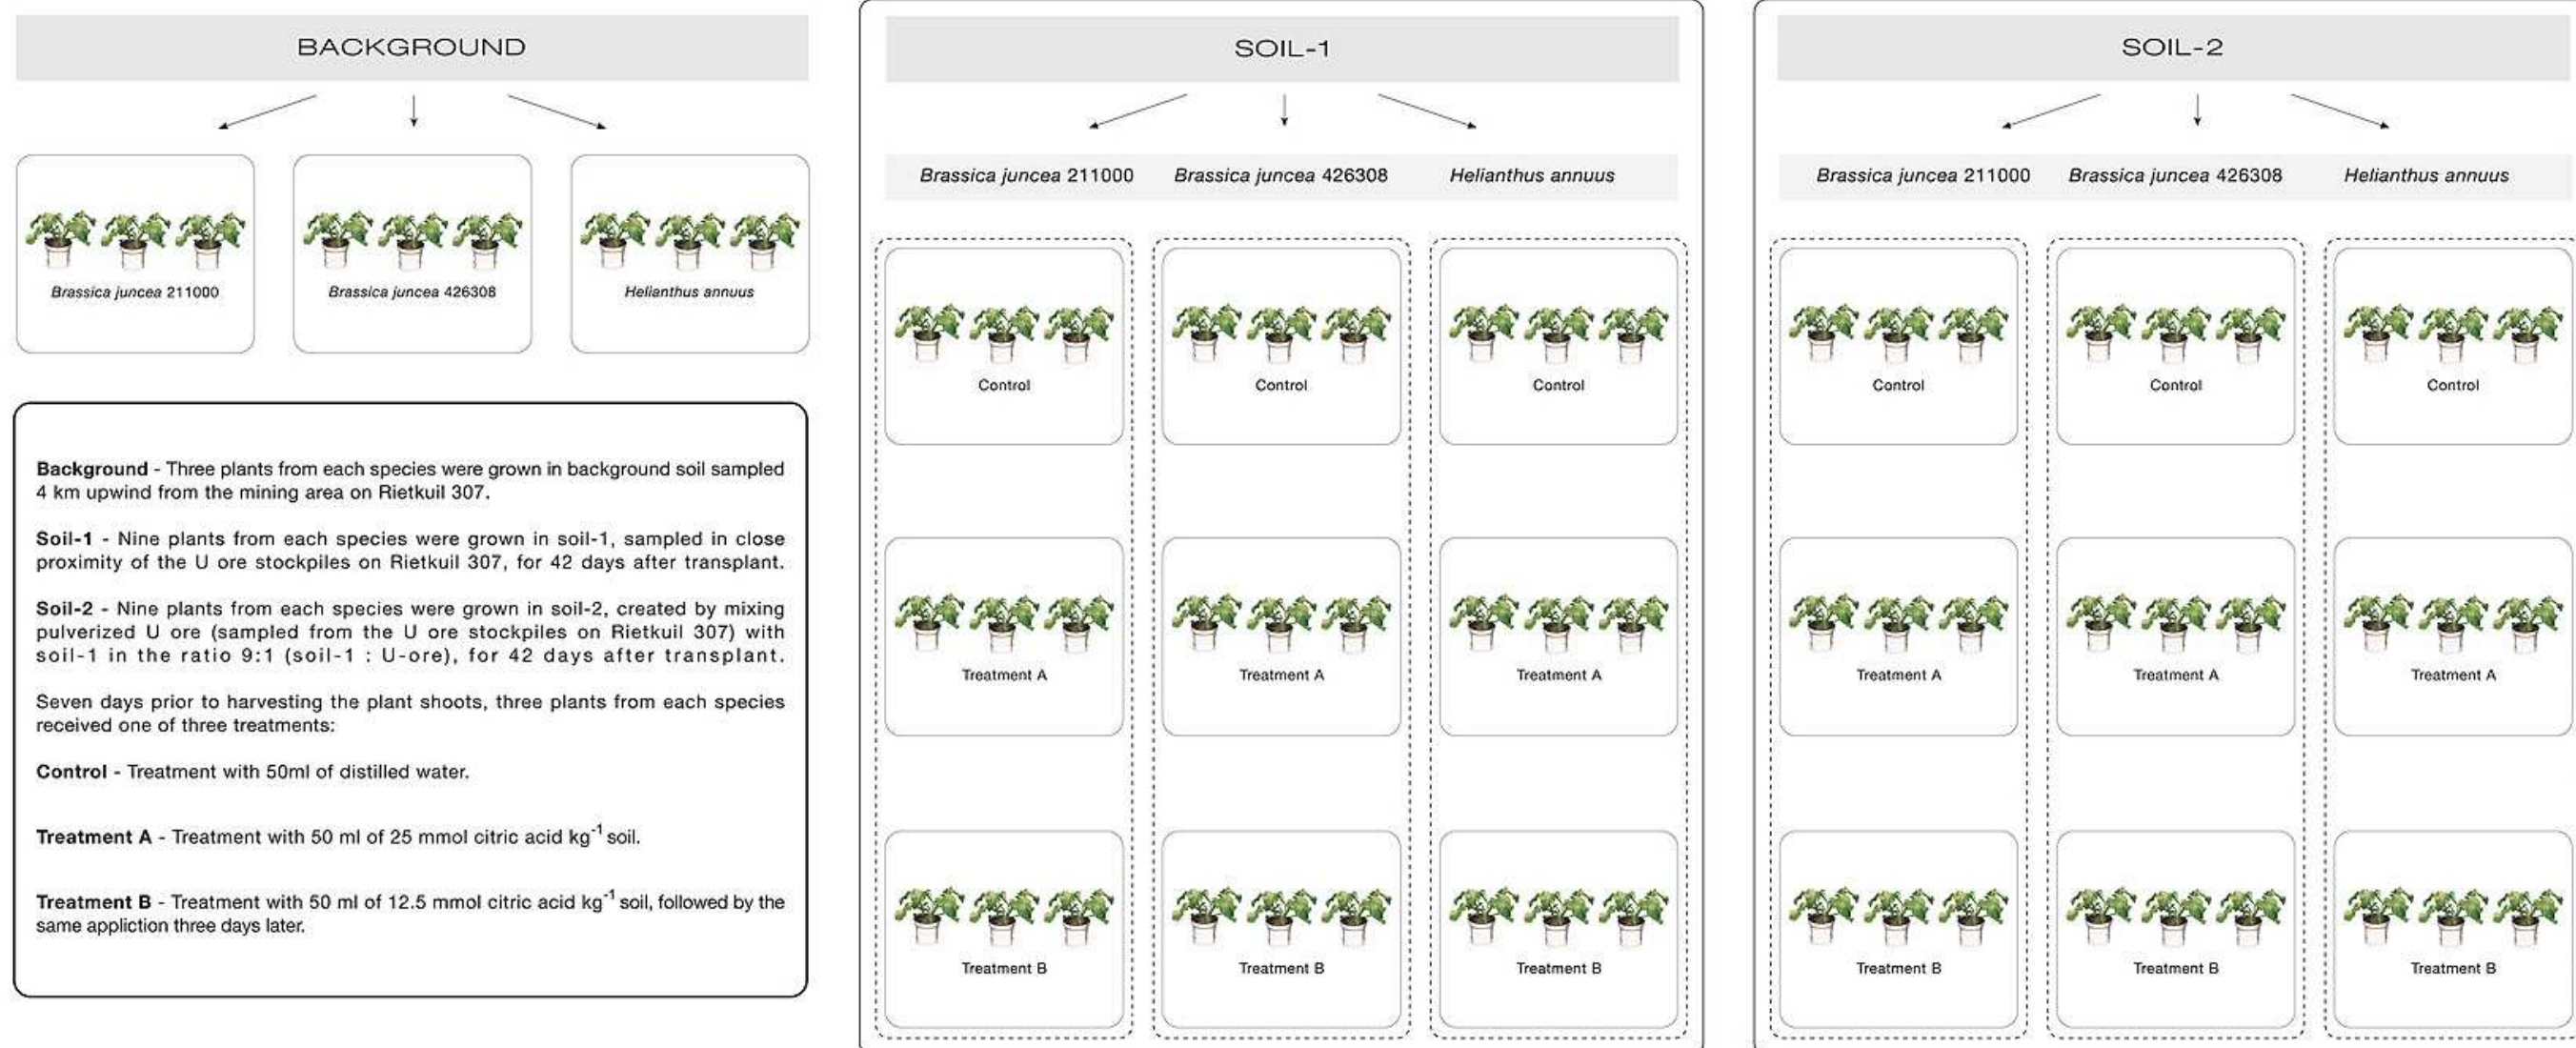 BACKGROUND
Brassica juncea 211000
Brassica juncea 426308
Helianthus annuus
Background - Three plants from each species were grown in background soil sampled
4 km upwind from the mining area on Rietkuil 307.
Soil-1 - Nine plants from each species were grown in soil-1, sampled in close
proximity of the U ore stockpiles on Rietkuil 307, for 42 days after transplant.
Soil-2 - Nine plants from each species were grown in soil-2, created by mixing
pulverized U ore (sampled from the U ore stockpiles on Rietkuil 307) with
soil-1 in the ratio 9:1 (soil-1 : U-ore), for 42 days after transplant.
Seven days prior to harvesting the plant shoots, three plants from each species
received one of three treatments:
Control - Treatment with 50ml of distilled water.
Treatment A - Treatment with 50 ml of 25 mmol citric acid kg⁻¹ soil.
Treatment B - Treatment with 50 ml of 12.5 mmol citric acid kg⁻¹ soil, followed by the
same appliction three days later.
SOIL-1
Brassica juncea 211000
Brassica juncea 426308
Helianthus annuus
Control
Control
Control
Treatment A
Treatment A
Treatment A
Treatment B
Treatment B
Treatment B
SOIL-2
Brassica juncea 211000
Brassica juncea 426308
Helianthus annuus
Control
Control
Control
Treatment A
Treatment A
Treatment A
Treatment B
Treatment B
Treatment B